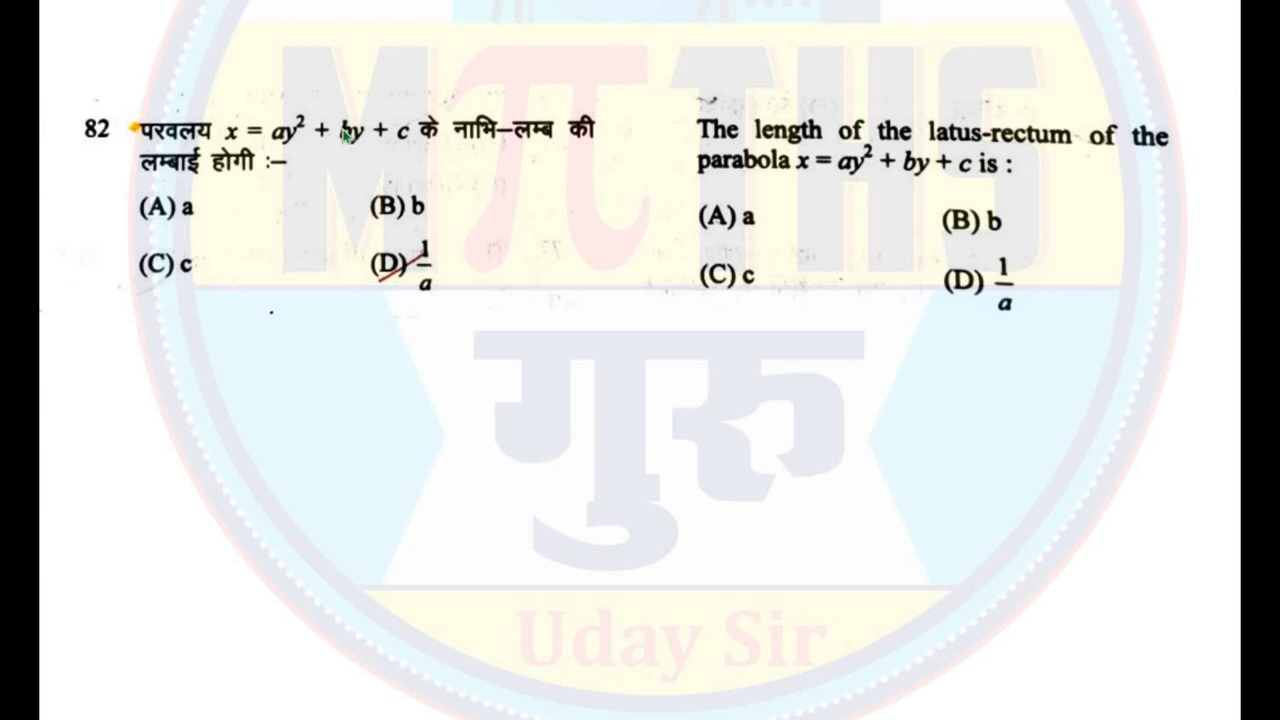 MπTHS
82 परवलय x = ay² + by + c के नाभि–लम्ब की
लम्बाई होगी :–
(A) a (B) b
(C) c (D) 1/a
The length of the latus-rectum of the
parabola x = ay² + by + c is :
(A) a (B) b
(C) c (D) 1/a
गुरु
Uday Sir